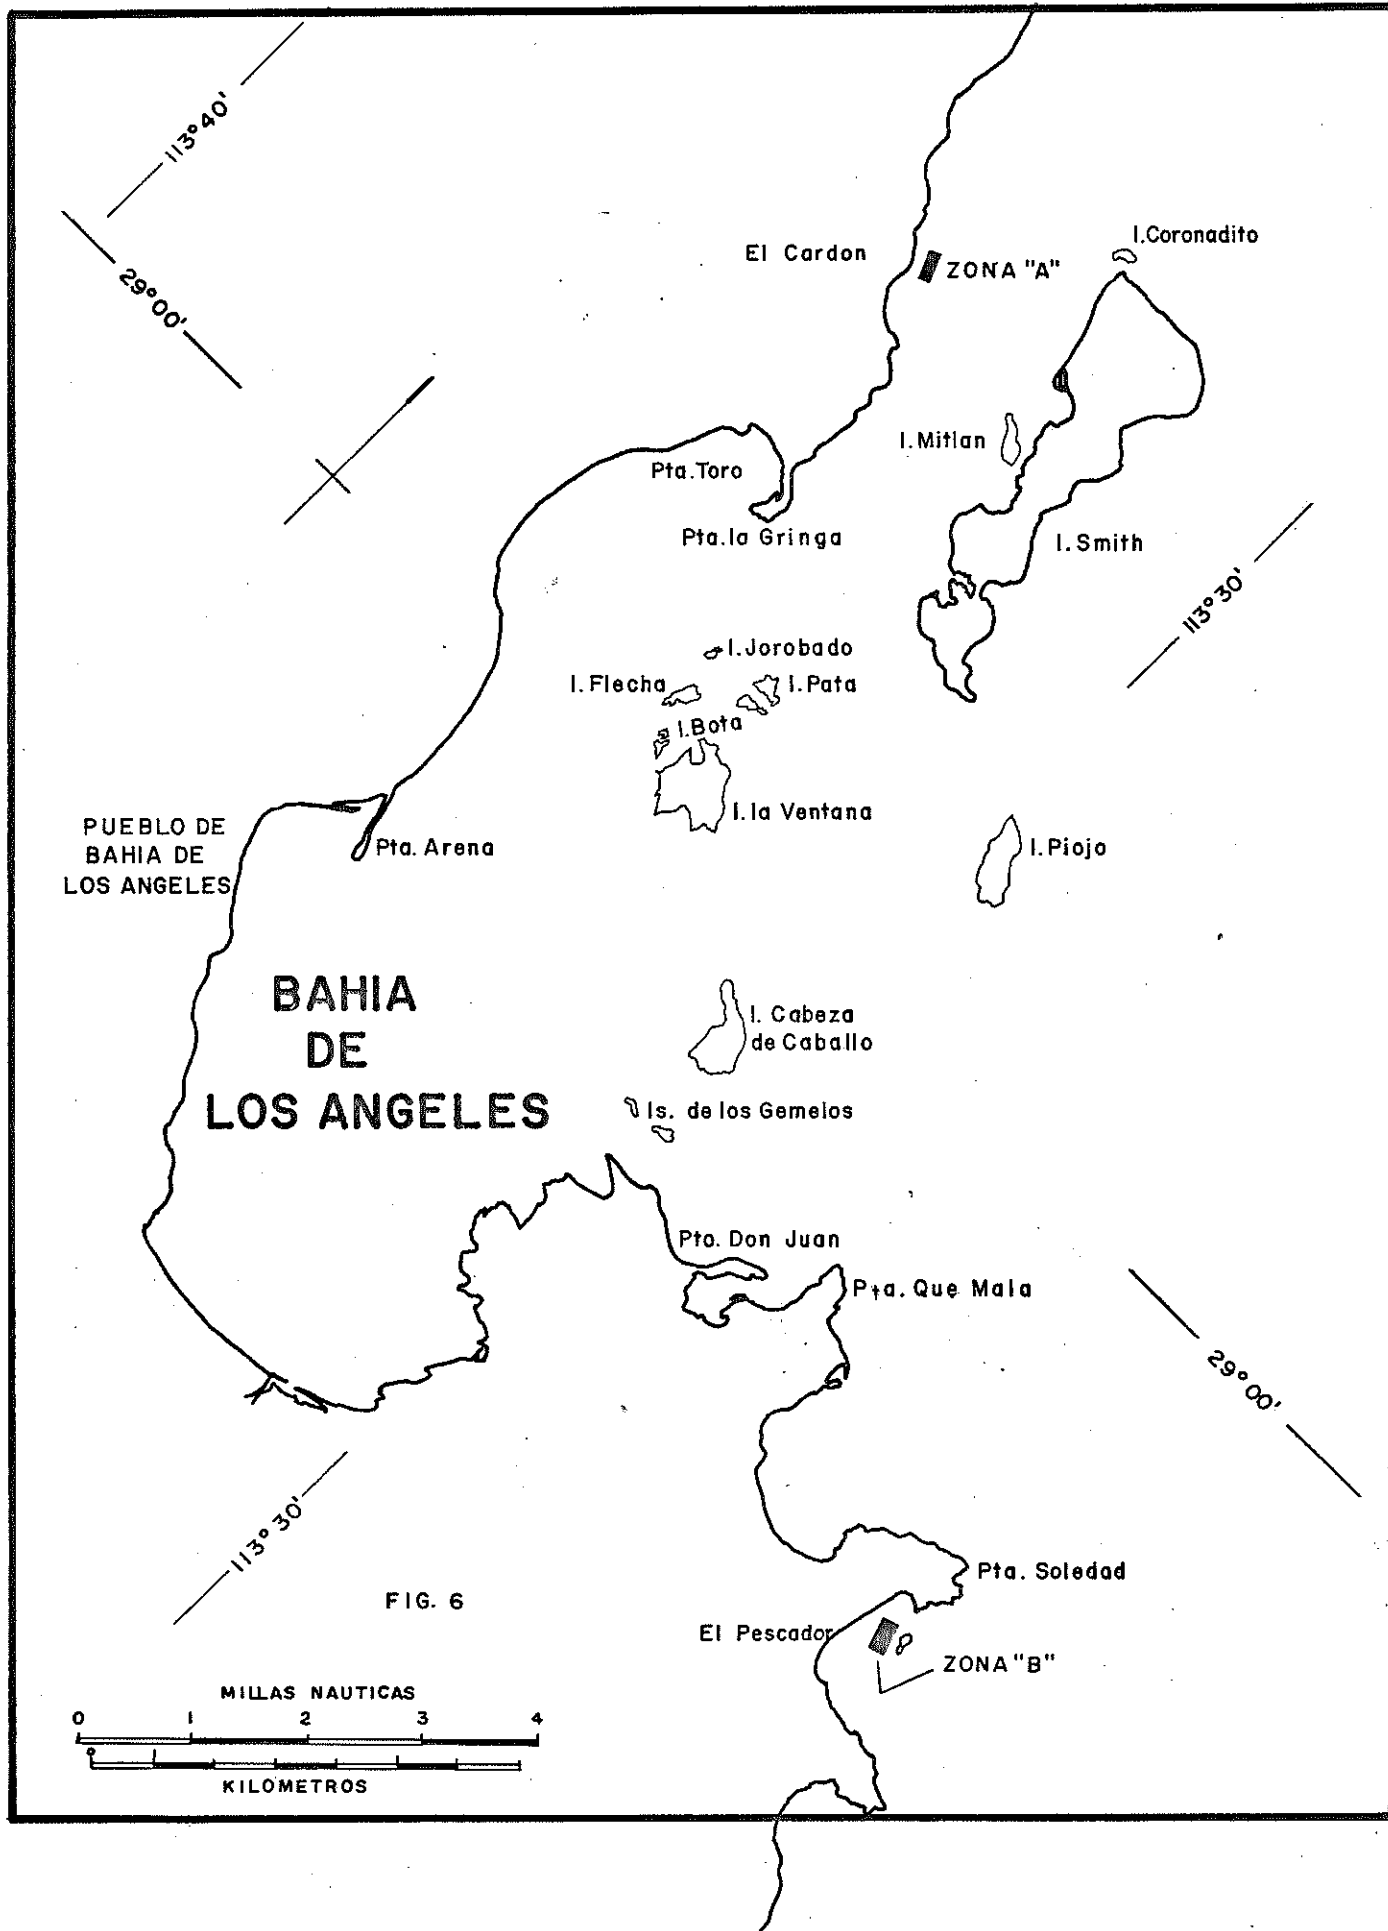 113°40'
29°00'
El Cardon
ZONA "A"
I.Coronadito
I.Mitlan
Pta.Toro
Pta.la Gringa
I.Smith
113°30'
I.Jorobado
I.Flecha
I.Pata
I.Bota
I.la Ventana
PUEBLO DE
BAHIA DE
LOS ANGELES
Pta. Arena
I.Piojo
BAHIA
DE
LOS ANGELES
I. Cabeza
de Caballo
Is. de los Gemelos
Pto. Don Juan
Pta. Que Mala
29°00'
113°30'
FIG. 6
Pta. Soledad
El Pescador
ZONA "B"
MILLAS NAUTICAS
0 1 2 3 4
0
KILOMETROS